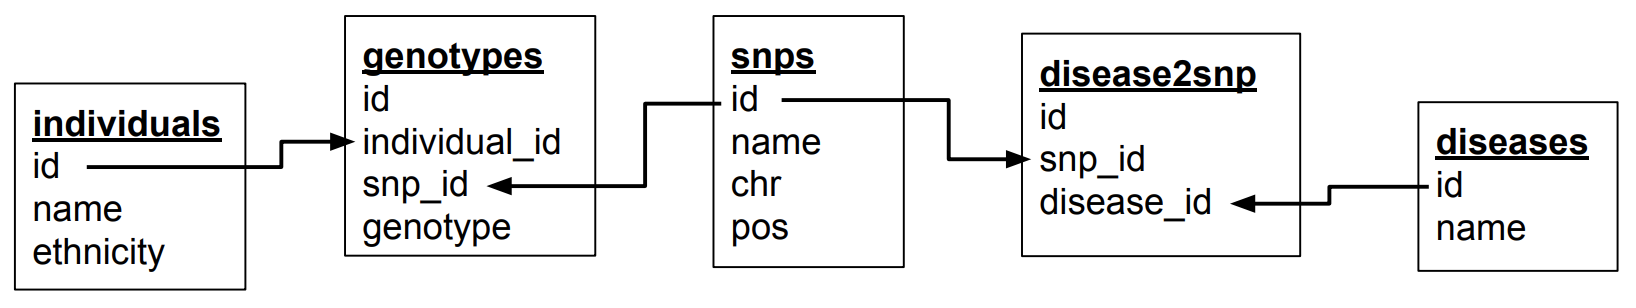 individuals
id
name
ethnicity
genotypes
id
individual_id
snp_id
genotype
snps
id
name
chr
pos
disease2snp
id
snp_id
disease_id
diseases
id
name